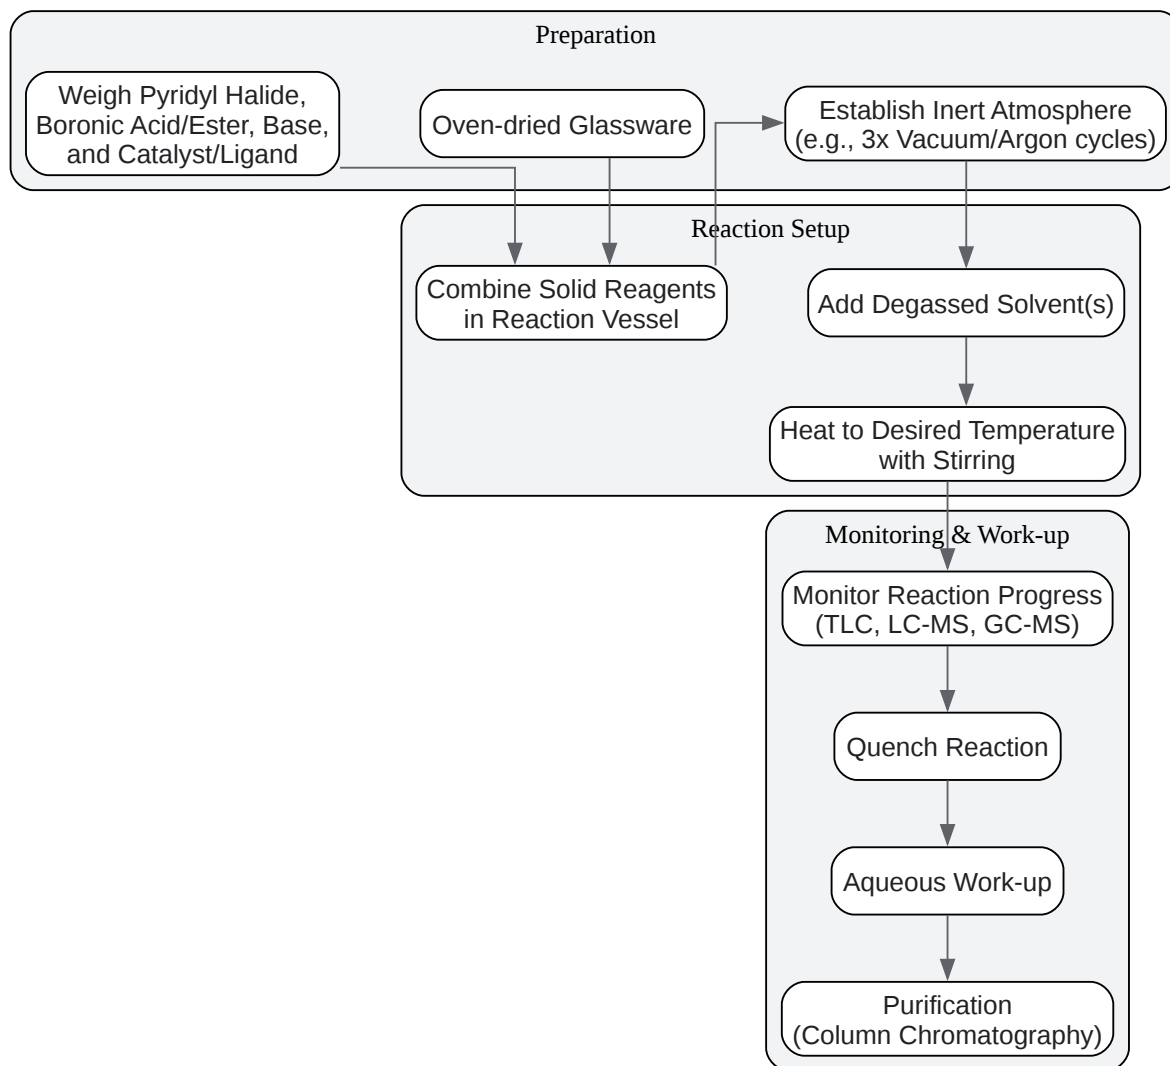 Preparation
Weigh Pyridyl Halide,
Boronic Acid/Ester, Base,
and Catalyst/Ligand
Oven-dried Glassware
Establish Inert Atmosphere
(e.g., 3x Vacuum/Argon cycles)
Reaction Setup
Combine Solid Reagents
in Reaction Vessel
Add Degassed Solvent(s)
Heat to Desired Temperature
with Stirring
Monitoring & Work-up
Monitor Reaction Progress
(TLC, LC-MS, GC-MS)
Quench Reaction
Aqueous Work-up
Purification
(Column Chromatography)